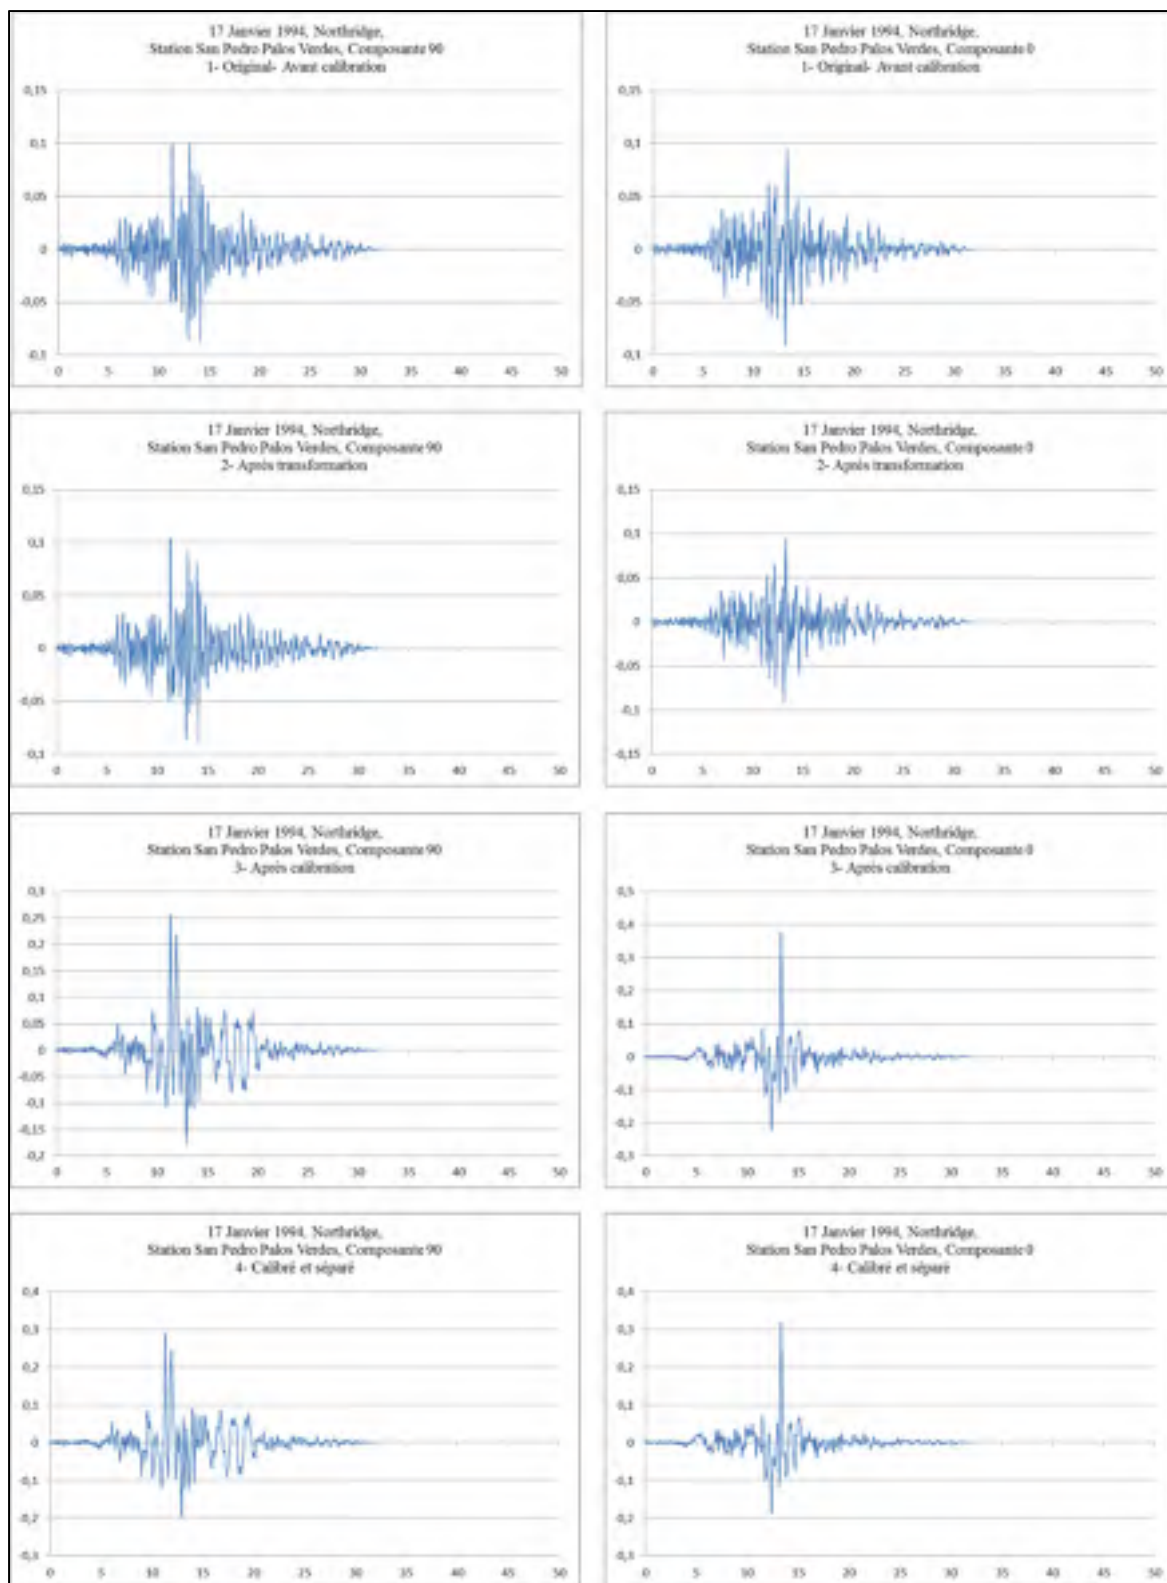 17 Janvier 1994, Northridge,
Station San Pedro Palos Verdes, Composante 90
1- Original- Avant calibration
0,15
0,1
0,05
0
-0,05
-0,1
0 5 10 15 20 25 30 35 40 45 50
17 Janvier 1994, Northridge,
Station San Pedro Palos Verdes, Composante 0
1- Original- Avant calibration
0,15
0,1
0,05
0
-0,05
-0,1
0 5 10 15 20 25 30 35 40 45 50
17 Janvier 1994, Northridge,
Station San Pedro Palos Verdes, Composante 90
2- Après transformation
0,15
0,1
0,05
0
-0,05
-0,1
0 5 10 15 20 25 30 35 40 45 50
17 Janvier 1994, Northridge,
Station San Pedro Palos Verdes, Composante 0
2- Après transformation
0,15
0,1
0,05
0
-0,05
-0,1
-0,15
0 5 10 15 20 25 30 35 40 45 50
17 Janvier 1994, Northridge,
Station San Pedro Palos Verdes, Composante 90
3- Après calibration
0,3
0,25
0,2
0,15
0,1
0,05
0
-0,05
-0,1
-0,15
-0,2
0 5 10 15 20 25 30 35 40 45 50
17 Janvier 1994, Northridge,
Station San Pedro Palos Verdes, Composante 0
3- Après calibration
0,5
0,4
0,3
0,2
0,1
0
-0,1
-0,2
-0,3
0 5 10 15 20 25 30 35 40 45 50
17 Janvier 1994, Northridge,
Station San Pedro Palos Verdes, Composante 90
4- Calibré et séparé
0,4
0,3
0,2
0,1
0
-0,1
-0,2
-0,3
0 5 10 15 20 25 30 35 40 45 50
17 Janvier 1994, Northridge,
Station San Pedro Palos Verdes, Composante 0
4- Calibré et séparé
0,4
0,3
0,2
0,1
0
-0,1
-0,2
-0,3
0 5 10 15 20 25 30 35 40 45 50